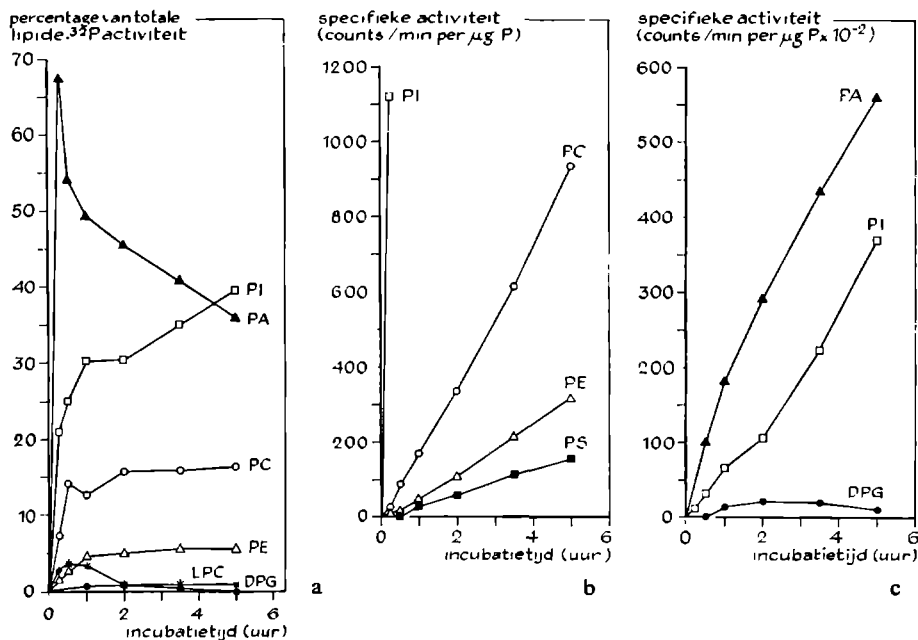 percentage van totale
lipide.³²P activiteit
70
60
50
40
30
20
10
0
0 2 4 6
PI
PA
PC
PE
LPC
DPG
incubatietijd (uur)
a
specifieke activiteit
(counts/min per µg P)
1200
1000
800
600
400
200
0
0 2 4 6
PI
PC
PE
PS
incubatietijd (uur)
b
specifieke activiteit
(counts/min per µg P×10⁻²)
600
500
400
300
200
100
0
0 2 4 6
PA
PI
DPG
incubatietijd (uur)
c